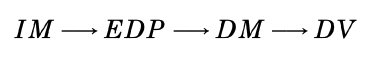 IM ⟶ EDP ⟶ DM ⟶ DV